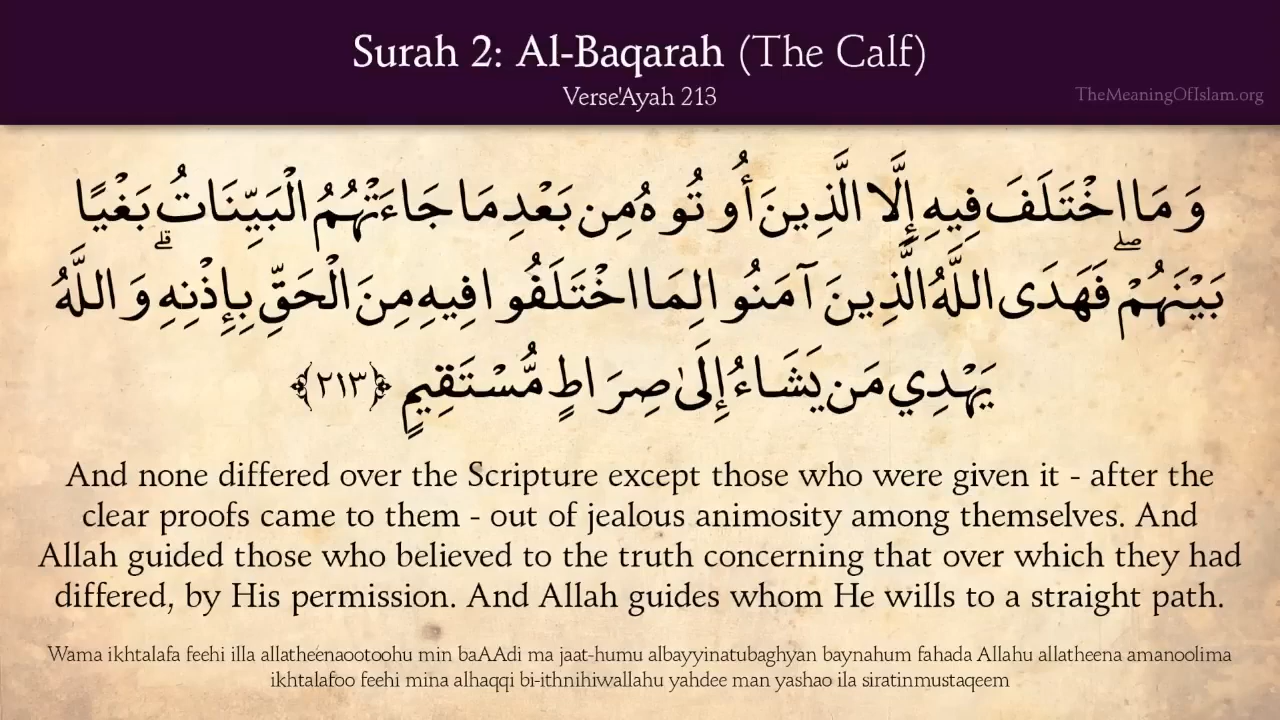 Surah 2: Al-Baqarah (The Calf)
Verse'Ayah 213
TheMeaningOfIslam.org
وَمَا اخْتَلَفَ فِيهِ إِلَّا الَّذِينَ أُوتُوهُ مِن بَعْدِ مَا جَاءَتْهُمُ الْبَيِّنَاتُ بَغْيًا
بَيْنَهُمْ ۖ فَهَدَى اللَّهُ الَّذِينَ آمَنُوا لِمَا اخْتَلَفُوا فِيهِ مِنَ الْحَقِّ بِإِذْنِهِ ۗ وَاللَّهُ
يَهْدِي مَن يَشَاءُ إِلَىٰ صِرَاطٍ مُّسْتَقِيمٍ ﴿٢١٣﴾
And none differed over the Scripture except those who were given it - after the
clear proofs came to them - out of jealous animosity among themselves. And
Allah guided those who believed to the truth concerning that over which they had
differed, by His permission. And Allah guides whom He wills to a straight path.
Wama ikhtalafa feehi illa allatheenaootoohu min baAAdi ma jaat-humu albayyinatubaghyan baynahum fahada Allahu allatheena amanoolima
ikhtalafoo feehi mina alhaqqi bi-ithnihiwallahu yahdee man yashao ila siratinmustaqeem